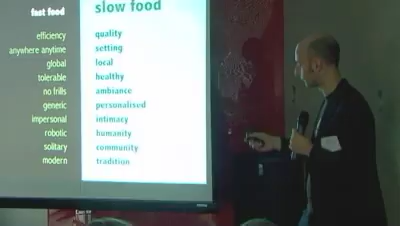 fast food
efficiency
anywhere anytime
global
tolerable
no frills
generic
impersonal
robotic
solitary
modern
slow food
quality
setting
local
healthy
ambiance
personalised
intimacy
humanity
community
tradition